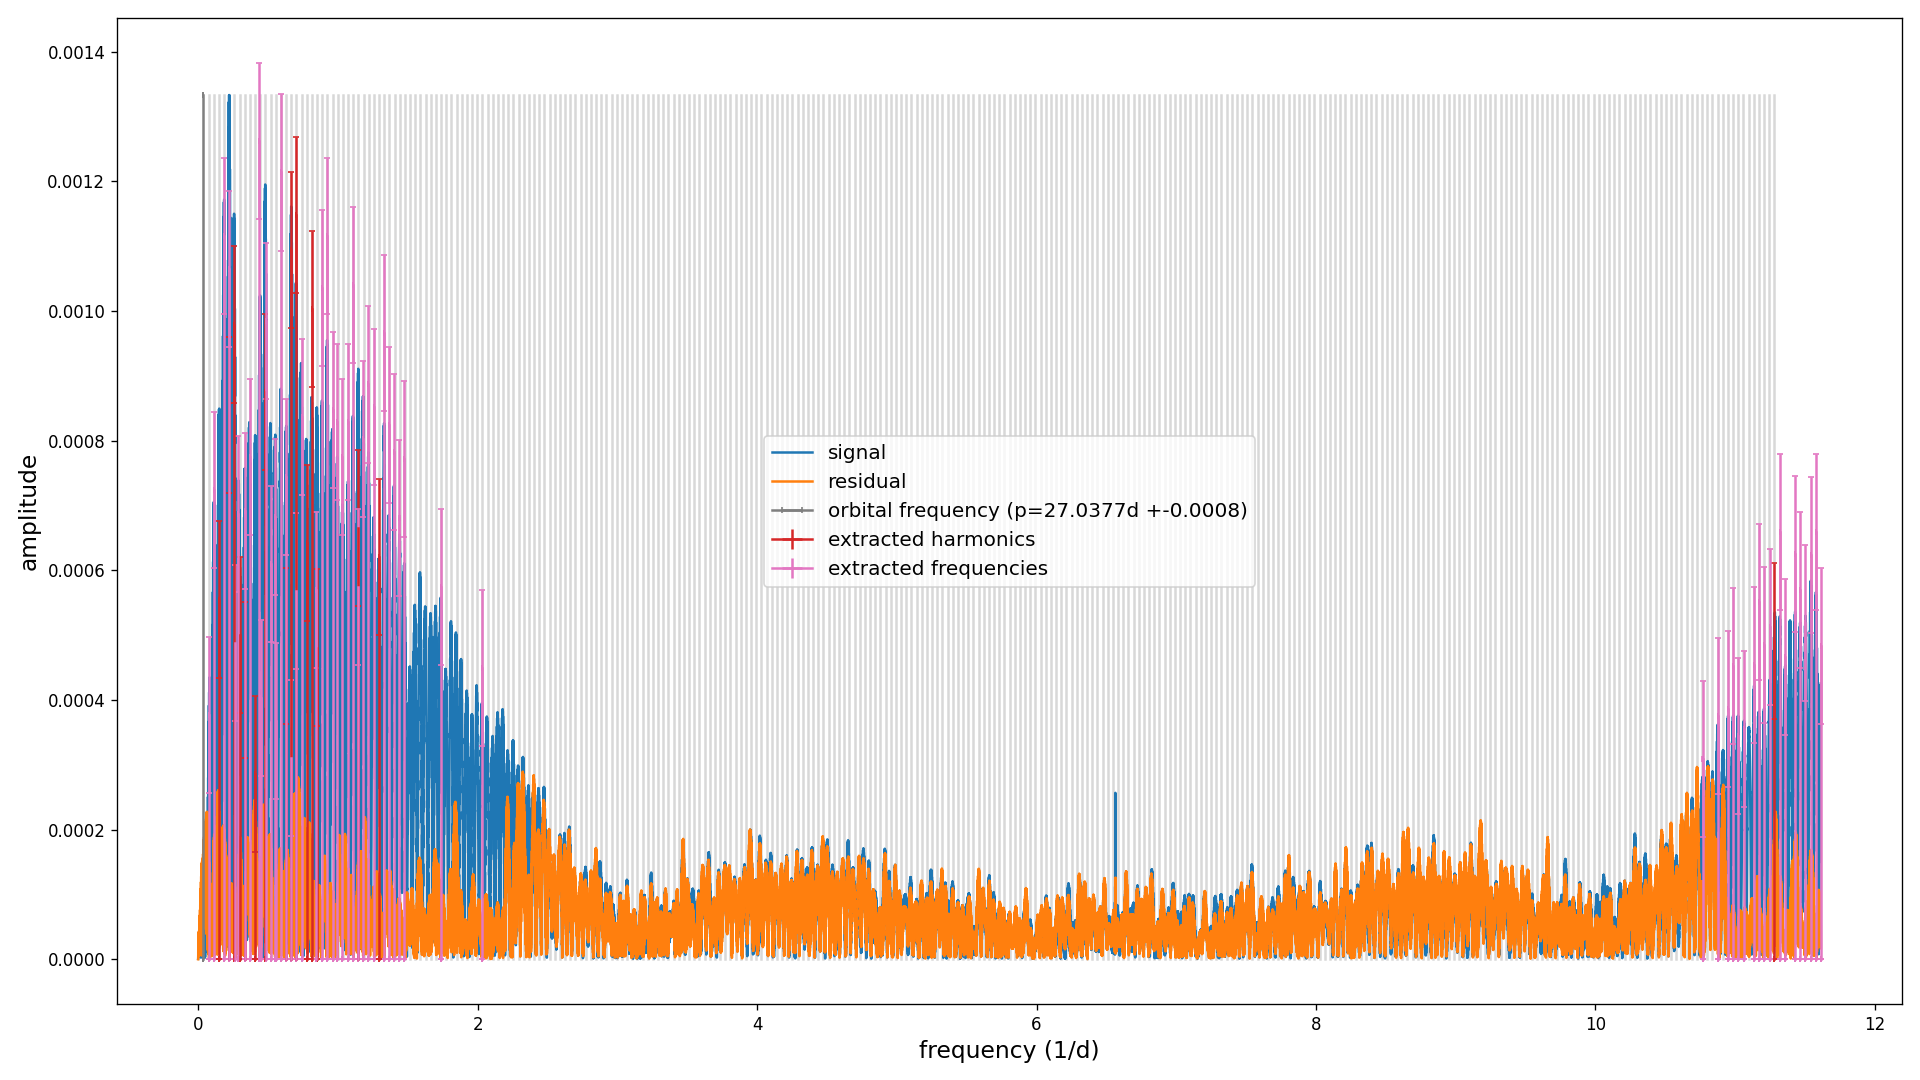 0.0014
0.0012
0.0010
0.0008
0.0006
0.0004
0.0002
0.0000
amplitude
signal
residual
orbital frequency (p=27.0377d +-0.0008)
extracted harmonics
extracted frequencies
0 2 4 6 8 10 12
frequency (1/d)